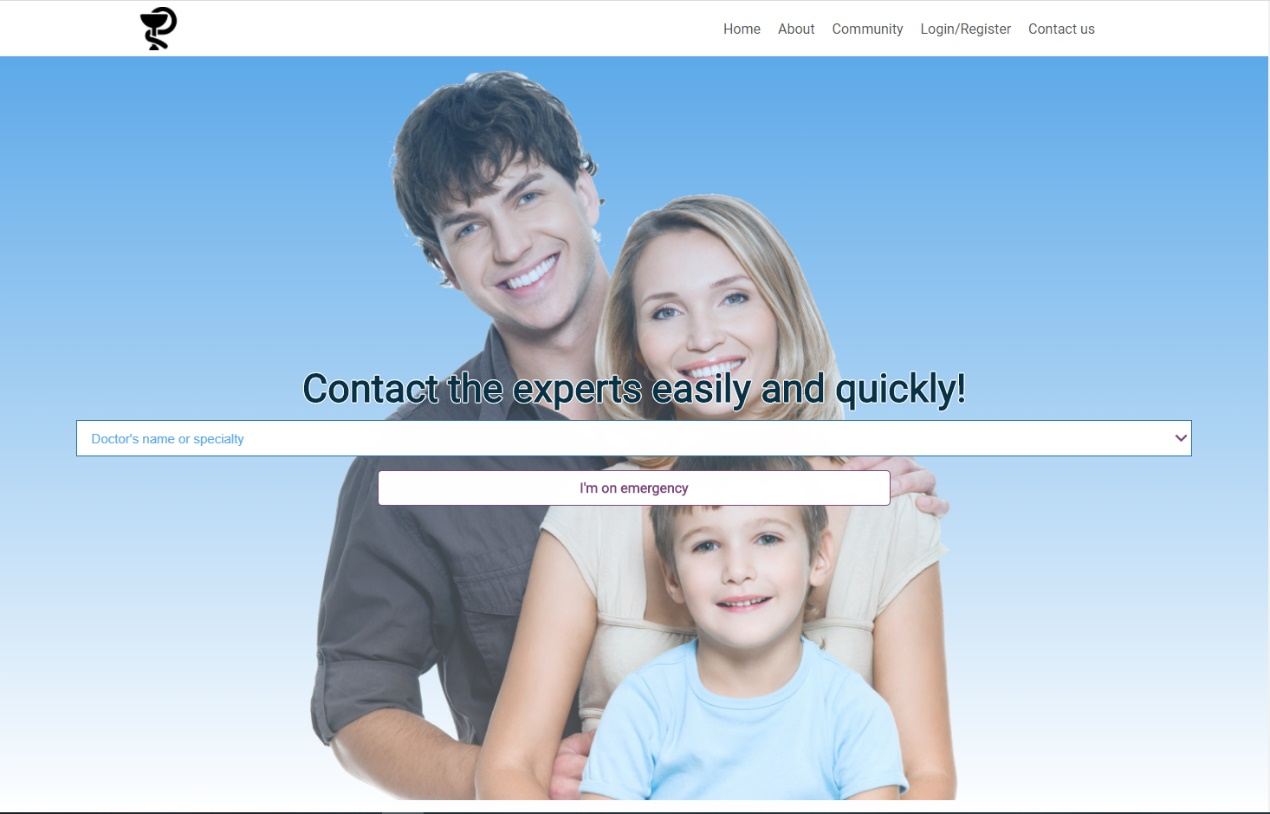 Home About Community Login/Register Contact us
Contact the experts easily and quickly!
Doctor's name or specialty
I'm on emergency